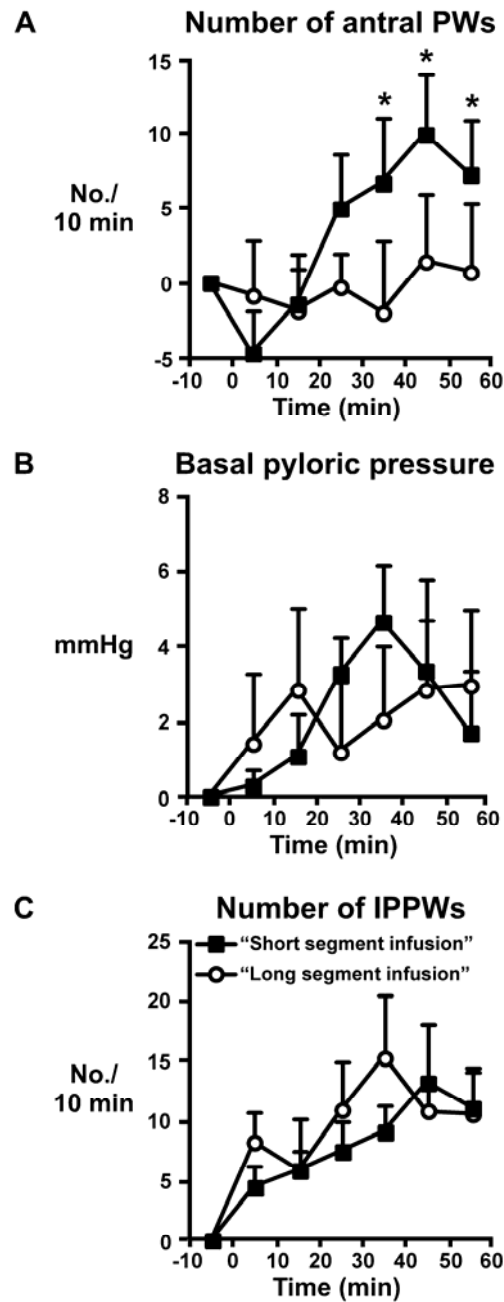 A Number of antral PWs
15
10
5
0
-5
No./
10 min
* * *
-10 0 10 20 30 40 50 60
Time (min)
B Basal pyloric pressure
8
6
4
2
0
mmHg
-10 0 10 20 30 40 50 60
Time (min)
C Number of IPPWs
25
20
15
10
5
0
"Short segment infusion"
"Long segment infusion"
No./
10 min
-10 0 10 20 30 40 50 60
Time (min)